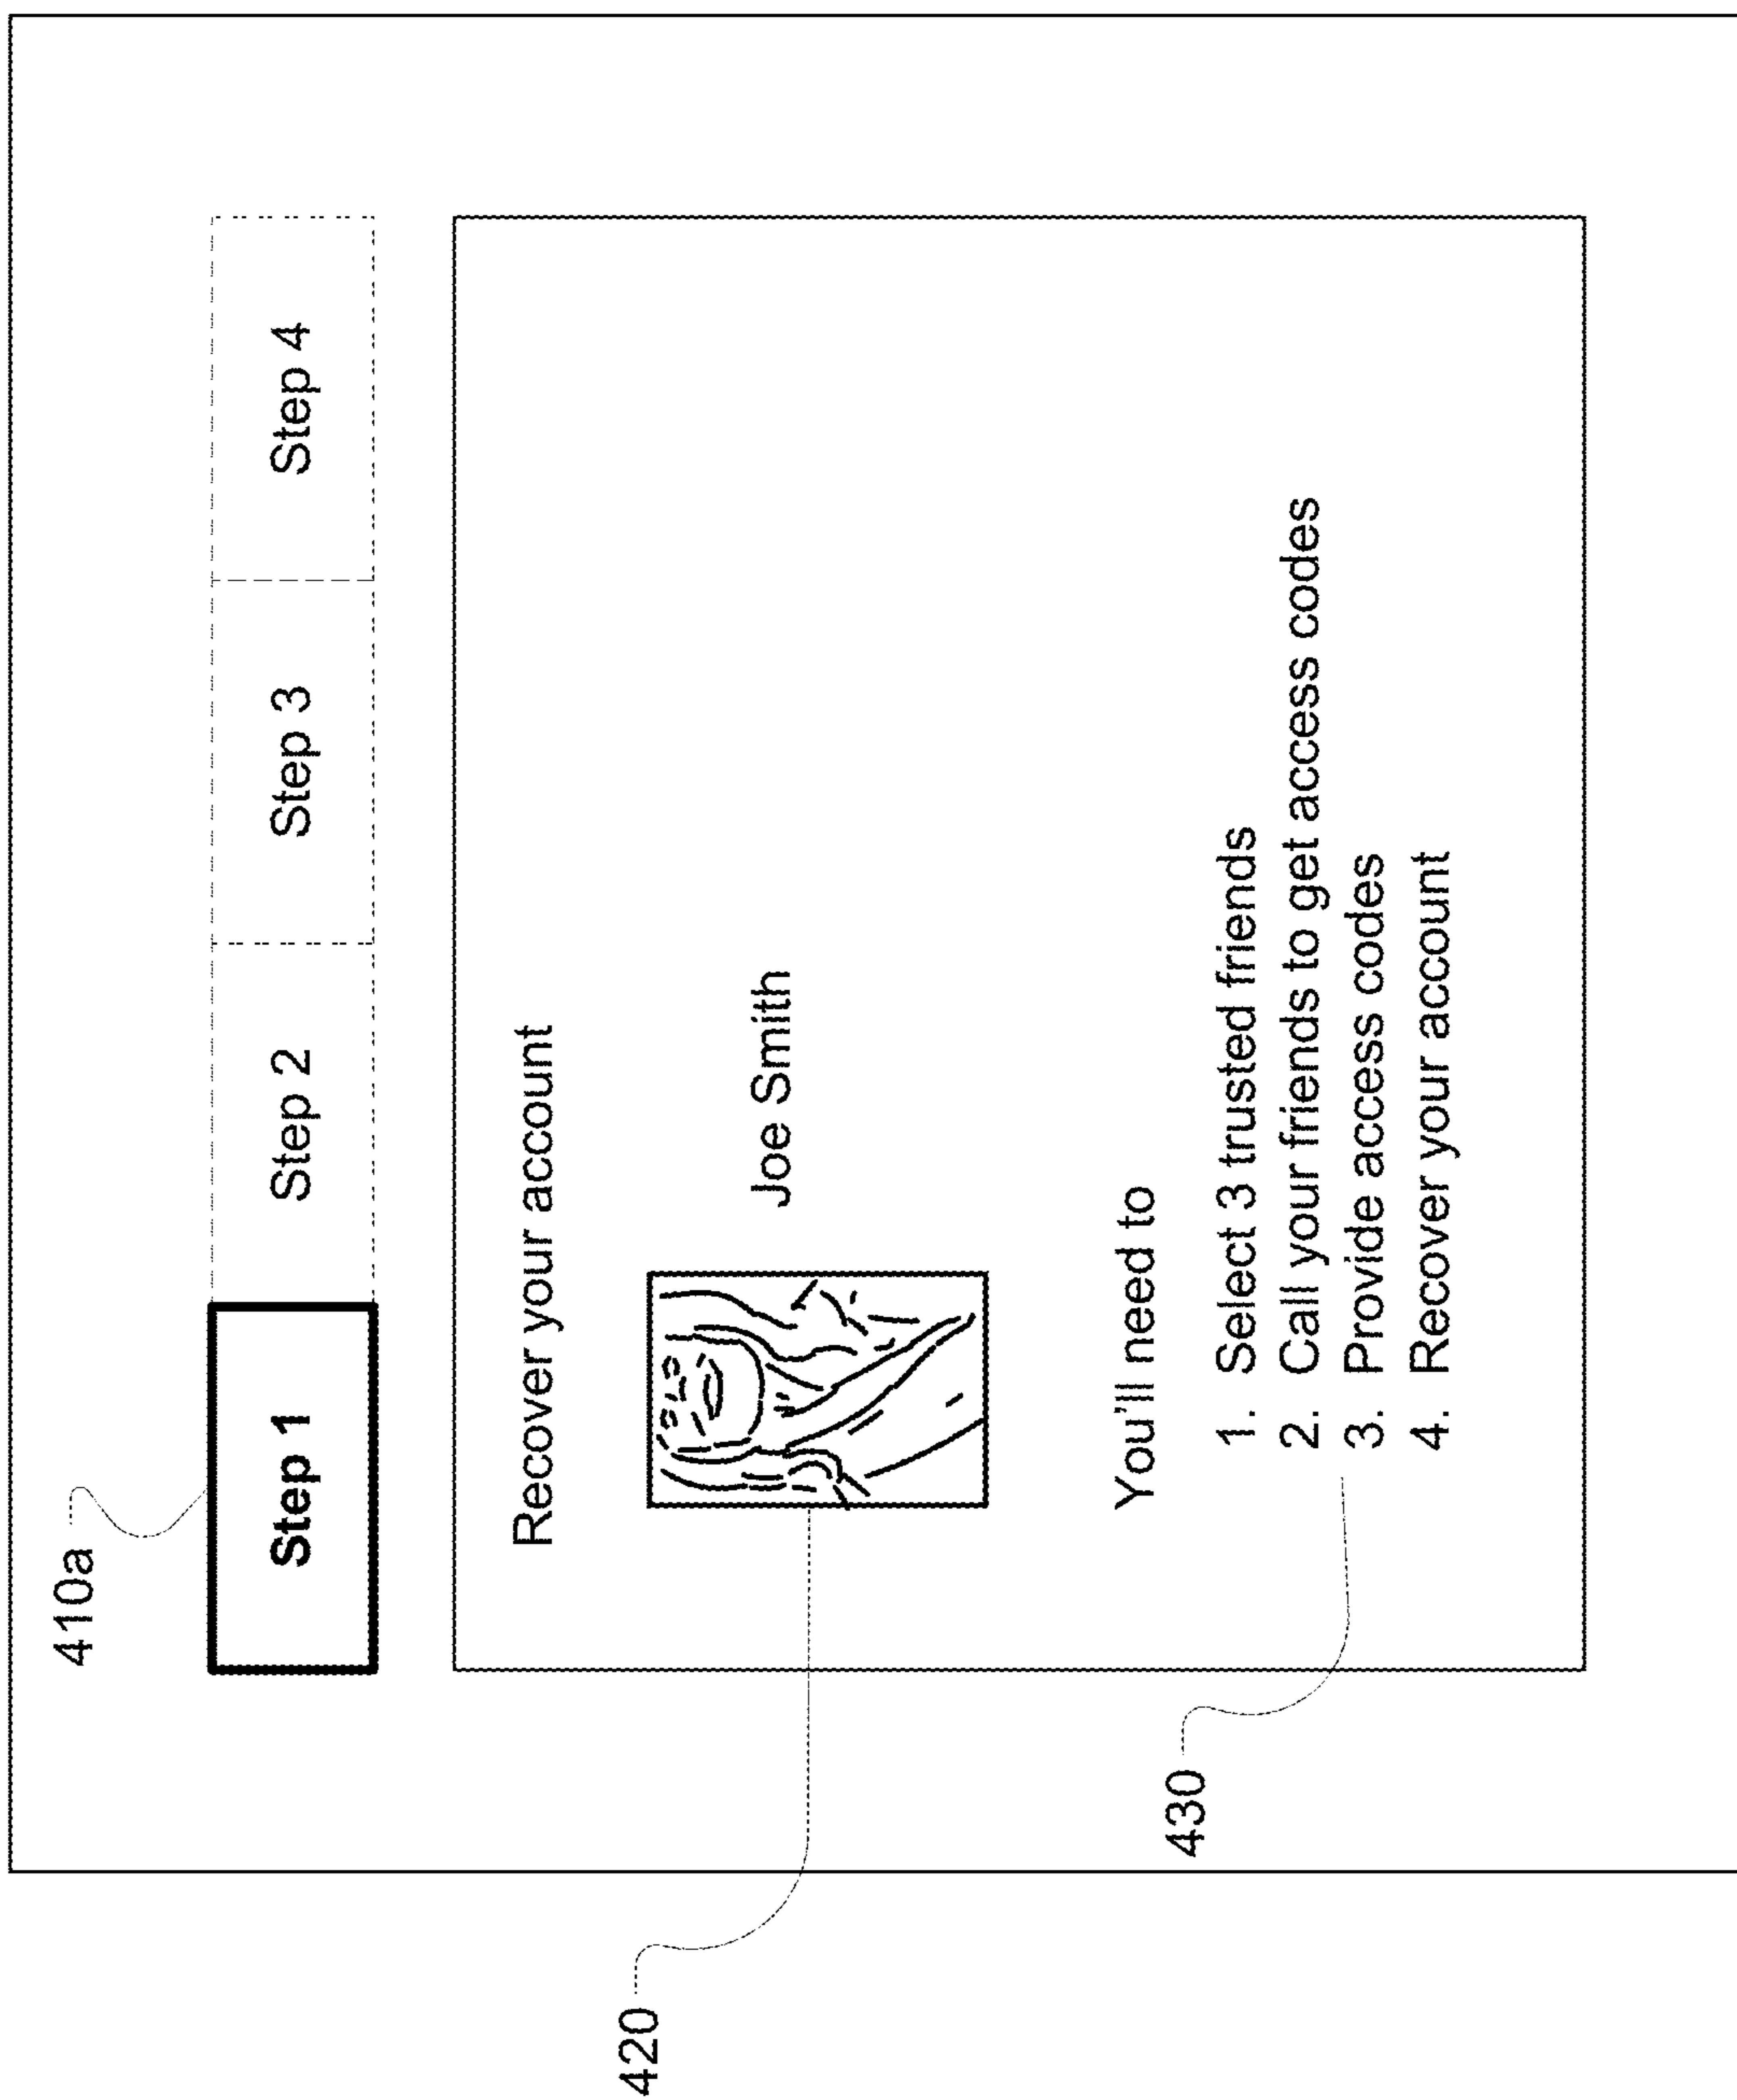 410a
Step 1 Step 2 Step 3 Step 4
Recover your account
420
Joe Smith
You'll need to
430
1. Select 3 trusted friends
2. Call your friends to get access codes
3. Provide access codes
4. Recover your account